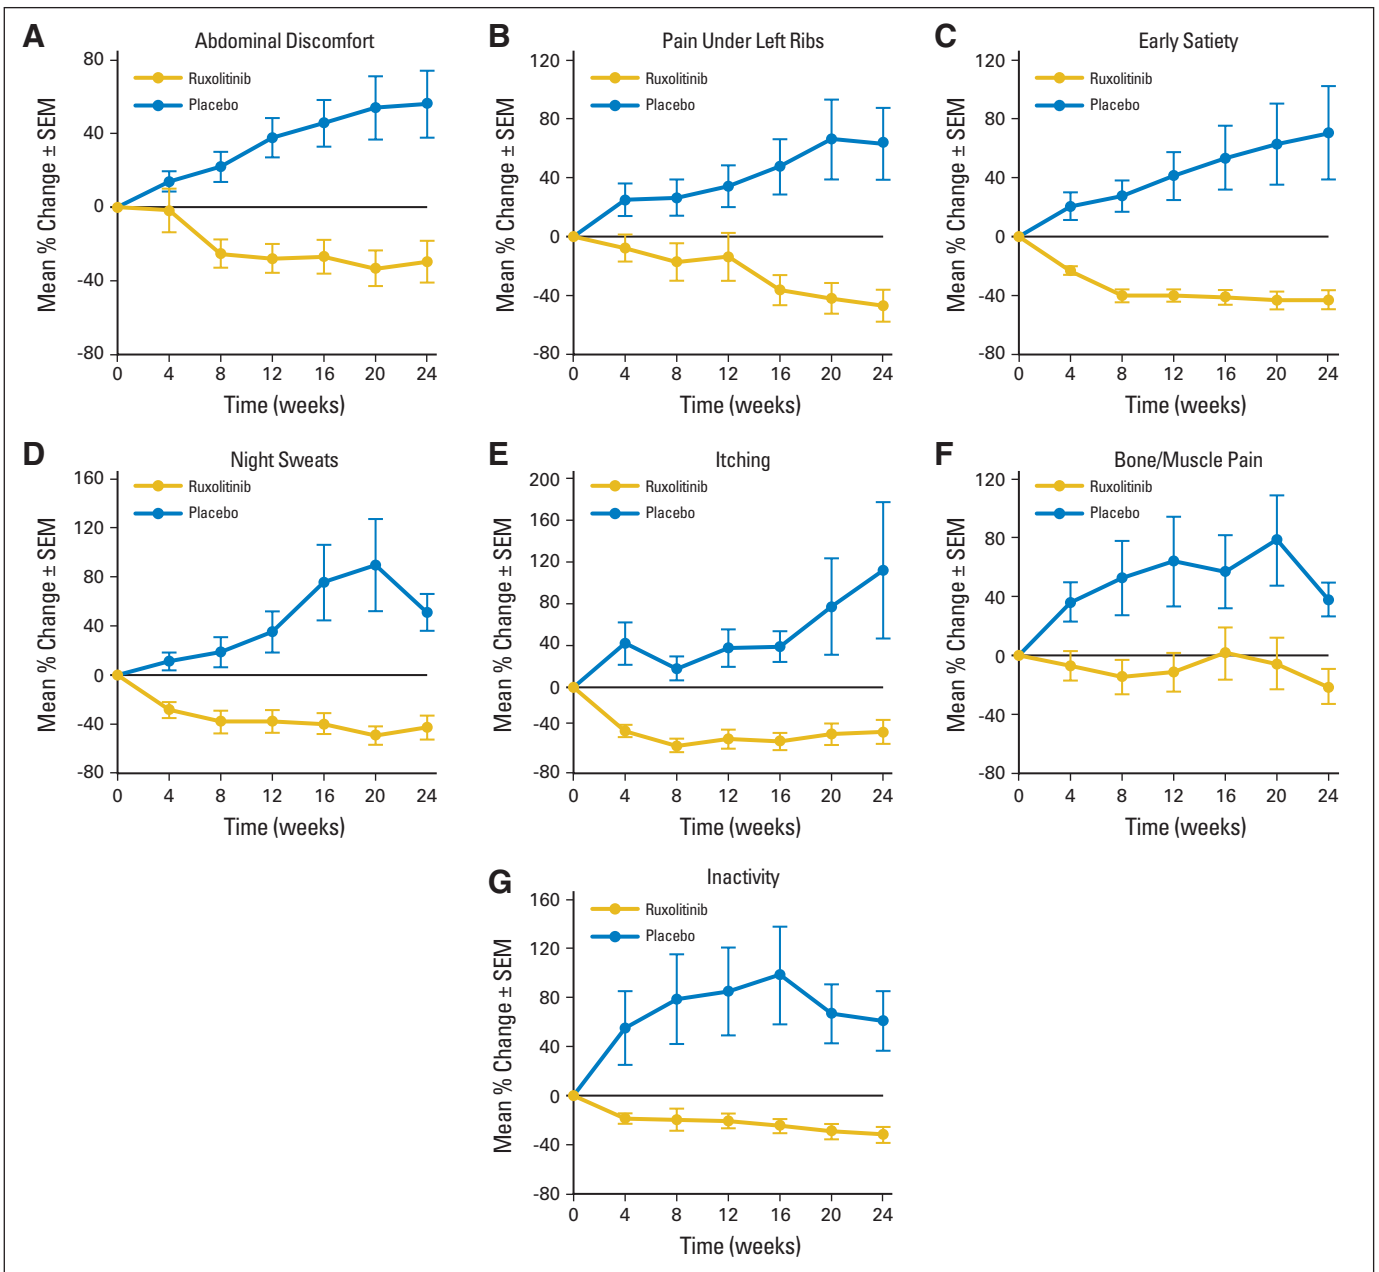 A
Abdominal Discomfort
Ruxolitinib
Placebo
Mean % Change ± SEM
80
40
0
-40
-80
0 4 8 12 16 20 24
Time (weeks)
B
Pain Under Left Ribs
Ruxolitinib
Placebo
Mean % Change ± SEM
120
80
40
0
-40
-80
0 4 8 12 16 20 24
Time (weeks)
C
Early Satiety
Ruxolitinib
Placebo
Mean % Change ± SEM
120
80
40
0
-40
-80
0 4 8 12 16 20 24
Time (weeks)
D
Night Sweats
Ruxolitinib
Placebo
Mean % Change ± SEM
160
120
80
40
0
-40
-80
0 4 8 12 16 20 24
Time (weeks)
E
Itching
Ruxolitinib
Placebo
Mean % Change ± SEM
200
160
120
80
40
0
-40
-80
0 4 8 12 16 20 24
Time (weeks)
F
Bone/Muscle Pain
Ruxolitinib
Placebo
Mean % Change ± SEM
120
80
40
0
-40
-80
0 4 8 12 16 20 24
Time (weeks)
G
Inactivity
Ruxolitinib
Placebo
Mean % Change ± SEM
160
120
80
40
0
-40
-80
0 4 8 12 16 20 24
Time (weeks)